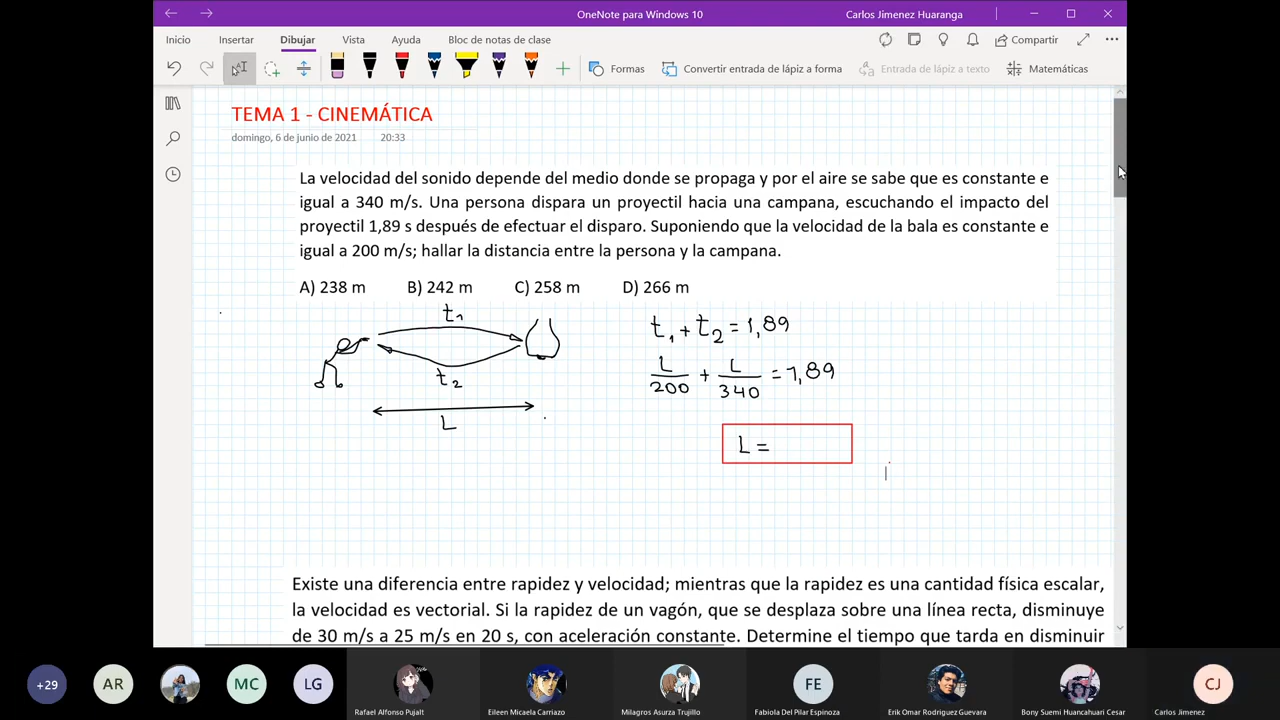 OneNote para Windows 10
Carlos Jimenez Huaranga
Inicio Insertar Dibujar Vista Ayuda Bloc de notas de clase Compartir
Formas Convertir entrada de lápiz a forma Entrada de lápiz a texto Matemáticas
TEMA 1 - CINEMÁTICA
domingo, 6 de junio de 2021 20:33
La velocidad del sonido depende del medio donde se propaga y por el aire se sabe que es constante e
igual a 340 m/s. Una persona dispara un proyectil hacia una campana, escuchando el impacto del
proyectil 1,89 s después de efectuar el disparo. Suponiendo que la velocidad de la bala es constante e
igual a 200 m/s; hallar la distancia entre la persona y la campana.
A) 238 m B) 242 m C) 258 m D) 266 m
t1
t2
L
t1 + t2 = 1,89
L/200 + L/340 = 1,89
L =
Existe una diferencia entre rapidez y velocidad; mientras que la rapidez es una cantidad física escalar,
la velocidad es vectorial. Si la rapidez de un vagón, que se desplaza sobre una línea recta, disminuye
de 30 m/s a 25 m/s en 20 s, con aceleración constante. Determine el tiempo que tarda en disminuir
+29 AR MC LG FE CJ
Rafael Alfonso Pujalt Eileen Micaela Carriazo Milagros Asurza Trujillo Fabiola Del Pilar Espinoza Erik Omar Rodriguez Guevara Bony Suemi Huancahuari Cesar Carlos Jimenez